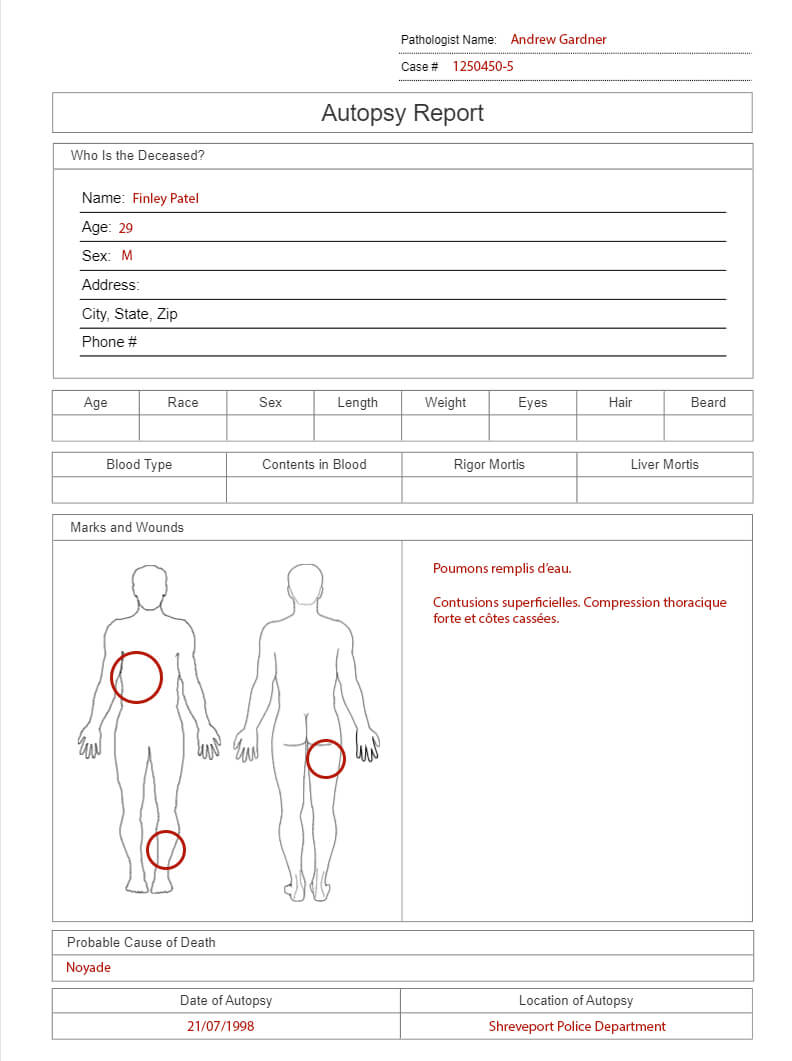 Pathologist Name: Andrew Gardner
Case # 1250450-5
Autopsy Report
Who Is the Deceased?
Name: Finley Patel
Age: 29
Sex: M
Address:
City, State, Zip
Phone #
Age Race Sex Length Weight Eyes Hair Beard
Blood Type Contents in Blood Rigor Mortis Liver Mortis
Marks and Wounds
Poumons remplis d’eau.
Contusions superficielles. Compression thoracique
forte et côtes cassées.
Probable Cause of Death
Noyade
Date of Autopsy Location of Autopsy
21/07/1998 Shreveport Police Department